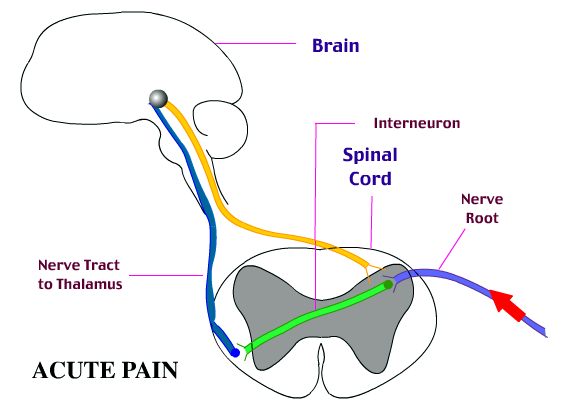 Brain
Interneuron
Spinal
Cord
Nerve
Root
Nerve Tract
to Thalamus
ACUTE PAIN